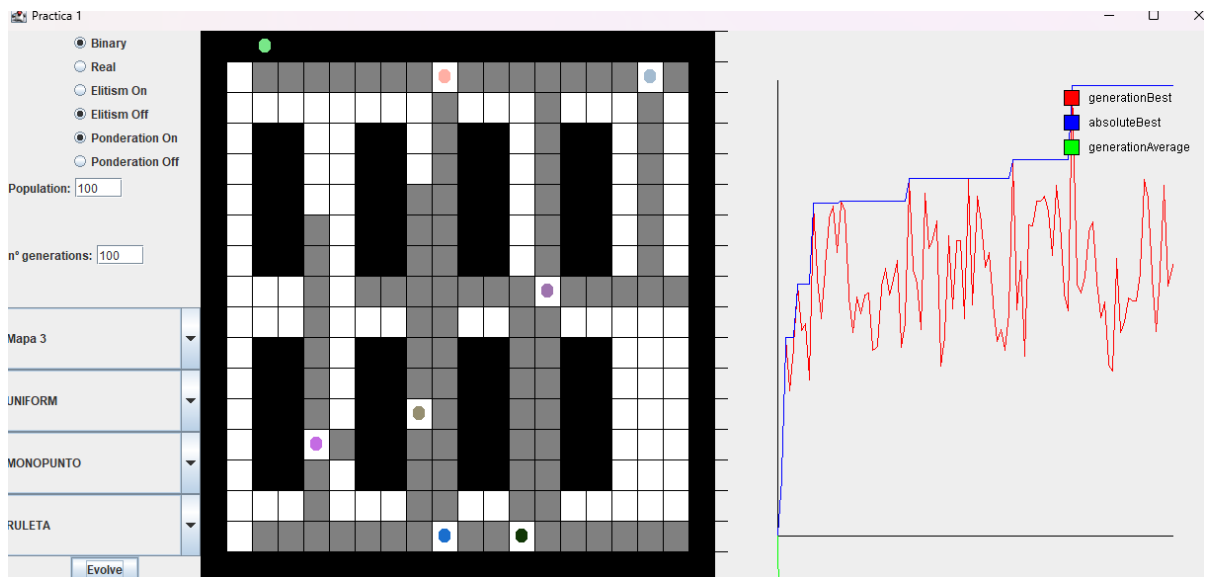 Practica 1
Binary
Real
Elitism On
Elitism Off
Ponderation On
Ponderation Off
Population: 100
nº generations: 100
Mapa 3
UNIFORM
MONOPUNTO
RULETA
Evolve
generationBest
absoluteBest
generationAverage